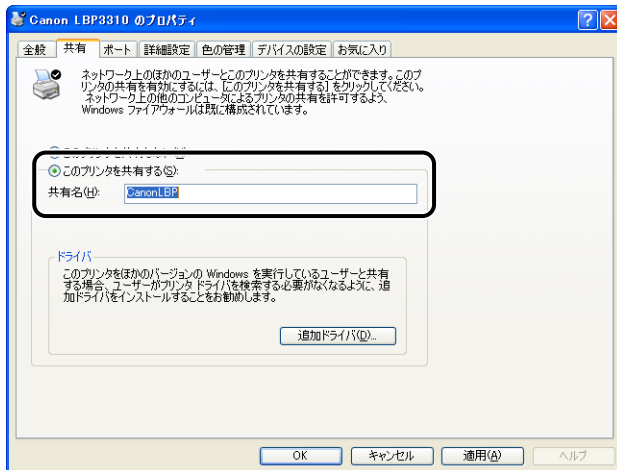 Canon LBP3310 のプロパティ
全般 共有 ポート 詳細設定 色の管理 デバイスの設定 お気に入り
ネットワーク上のほかのユーザーとこのプリンタを共有することができます。このプ
リンタの共有を有効にするには、[このプリンタを共有する] をクリックしてください。
ネットワーク上の他のコンピュータによるプリンタの共有を許可するよう、
Windows ファイアウォールは既に構成されています。
このプリンタを共有する(S):
共有名(H): CanonLBP
ドライバ
このプリンタをほかのバージョンの Windows を実行しているユーザーと共有
する場合、ユーザーがプリンタ ドライバを検索する必要がなくなるように、追
加ドライバをインストールすることをお勧めします。
追加ドライバ(D)...
OK キャンセル 適用(A) ヘルプ